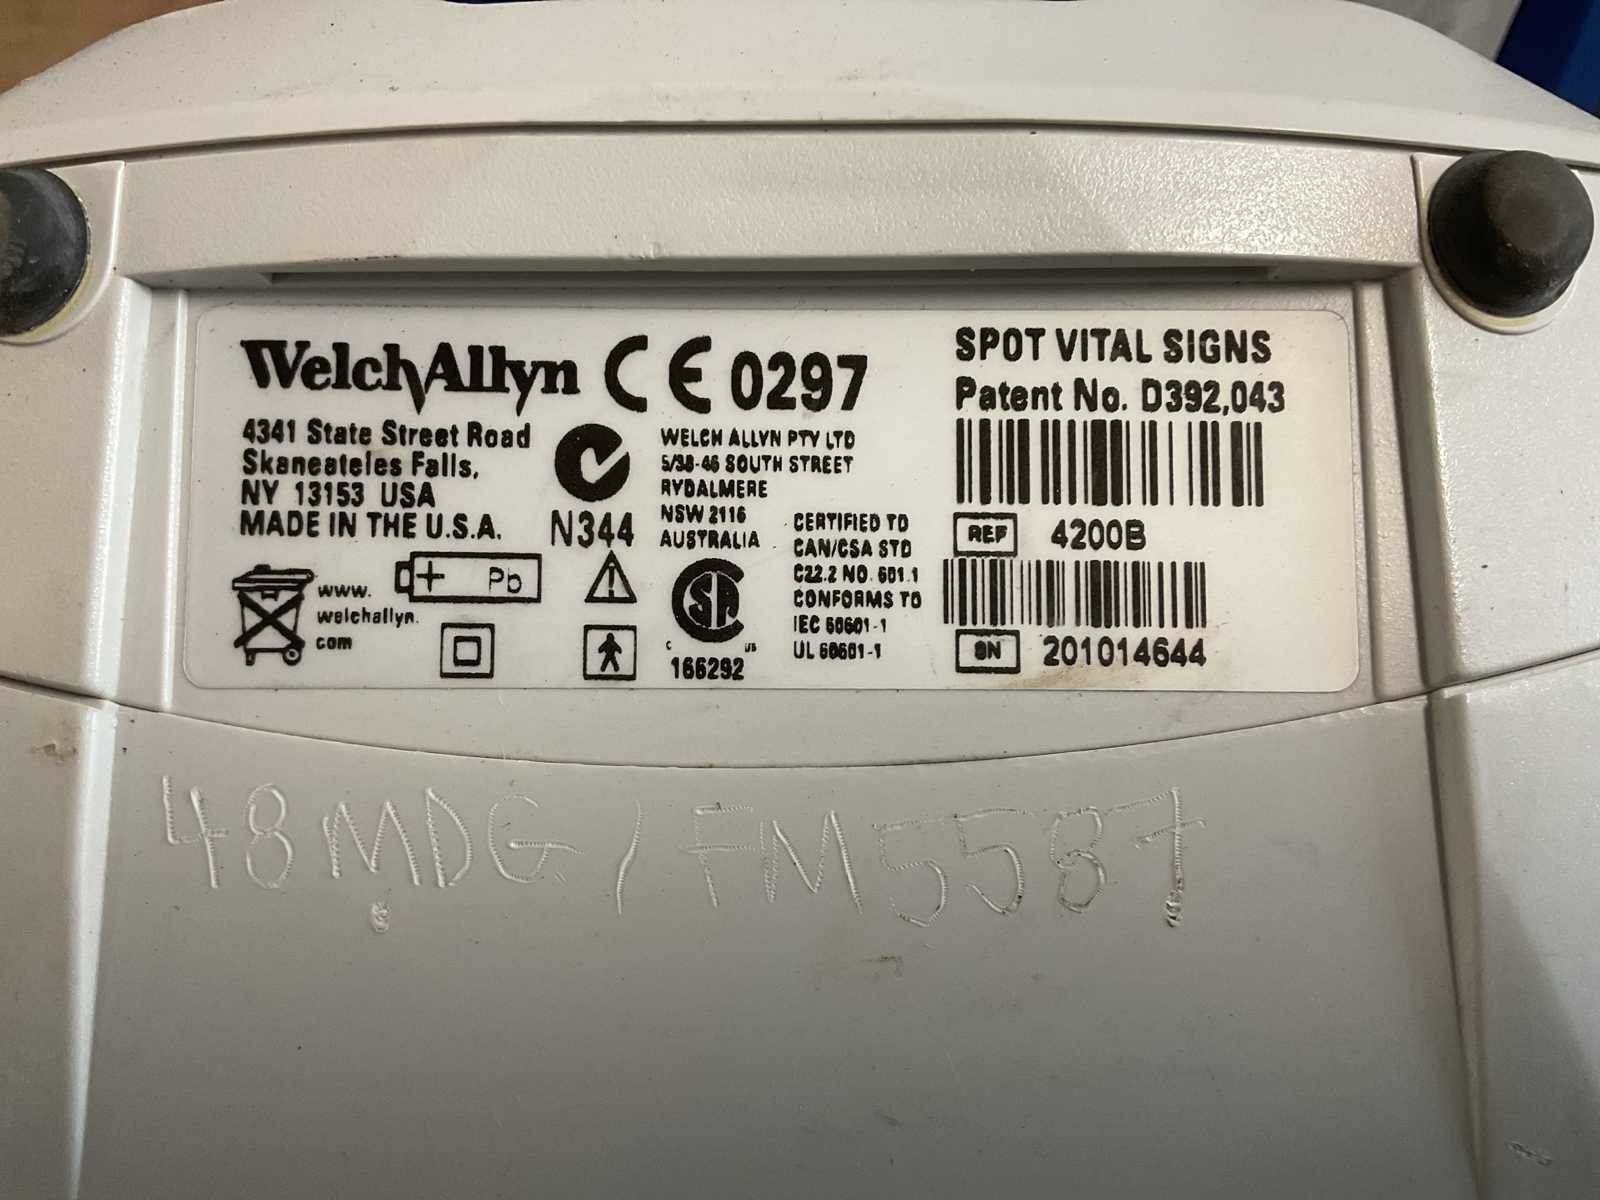 WelchAllyn CE 0297
4341 State Street Road
Skaneateles Falls,
NY 13153 USA
MADE IN THE U.S.A.
N344
WELCH ALLYN PTY LTD
5/38-46 SOUTH STREET
RYDALMERE
NSW 2116
AUSTRALIA
www.
welchallyn.
com
+ Pb
SA
C US
166292
CERTIFIED TO
CAN/CSA STD
C22.2 NO. 601.1
CONFORMS TO
IEC 60601-1
UL 60601-1
SPOT VITAL SIGNS
Patent No. D392,043
REF 4200B
SN 201014644
48MDG/FM5587